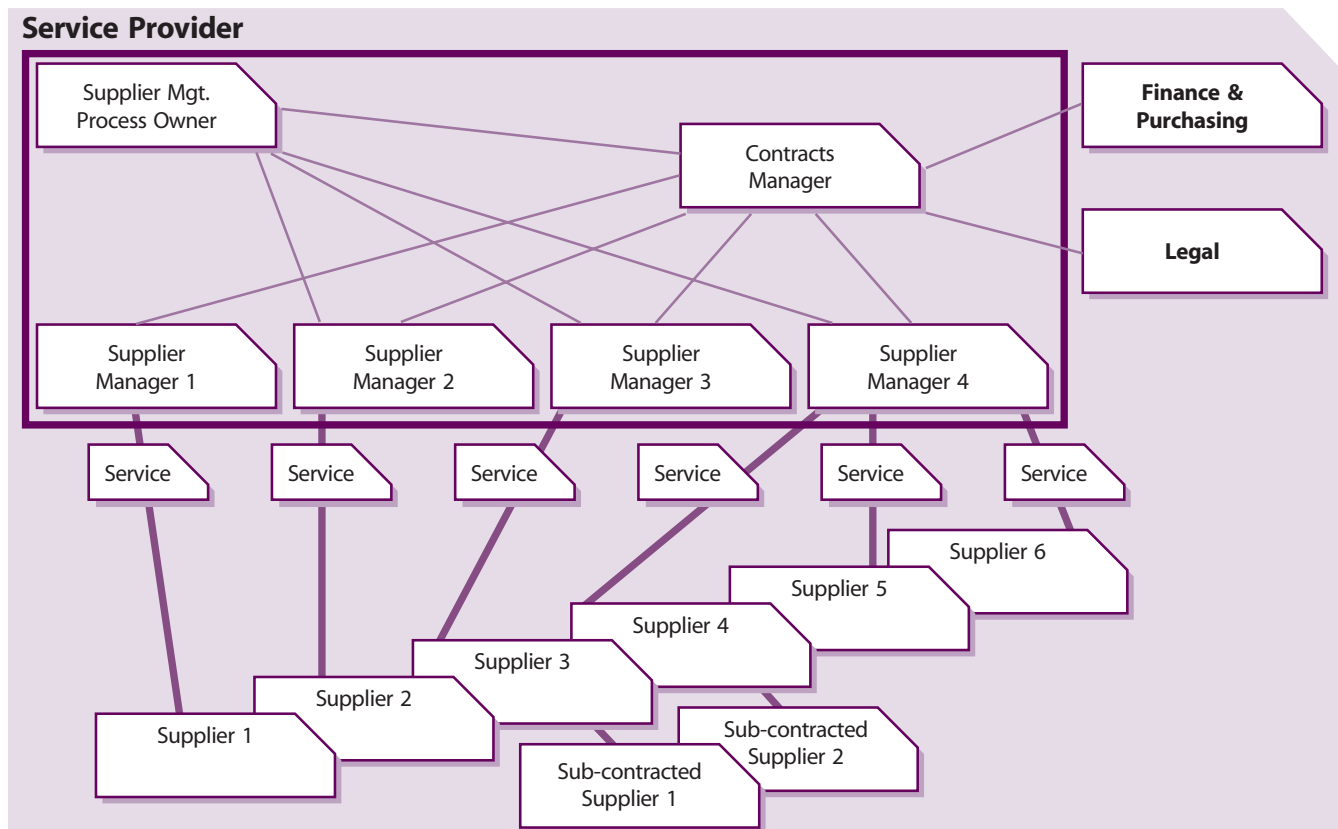 Service Provider
Supplier Mgt.
Process Owner
Finance &
Purchasing
Contracts
Manager
Legal
Supplier
Manager 1
Supplier
Manager 2
Supplier
Manager 3
Supplier
Manager 4
Service
Service
Service
Service
Service
Service
Supplier 6
Supplier 5
Supplier 4
Supplier 3
Supplier 2
Supplier 1
Sub-contracted
Supplier 2
Sub-contracted
Supplier 1